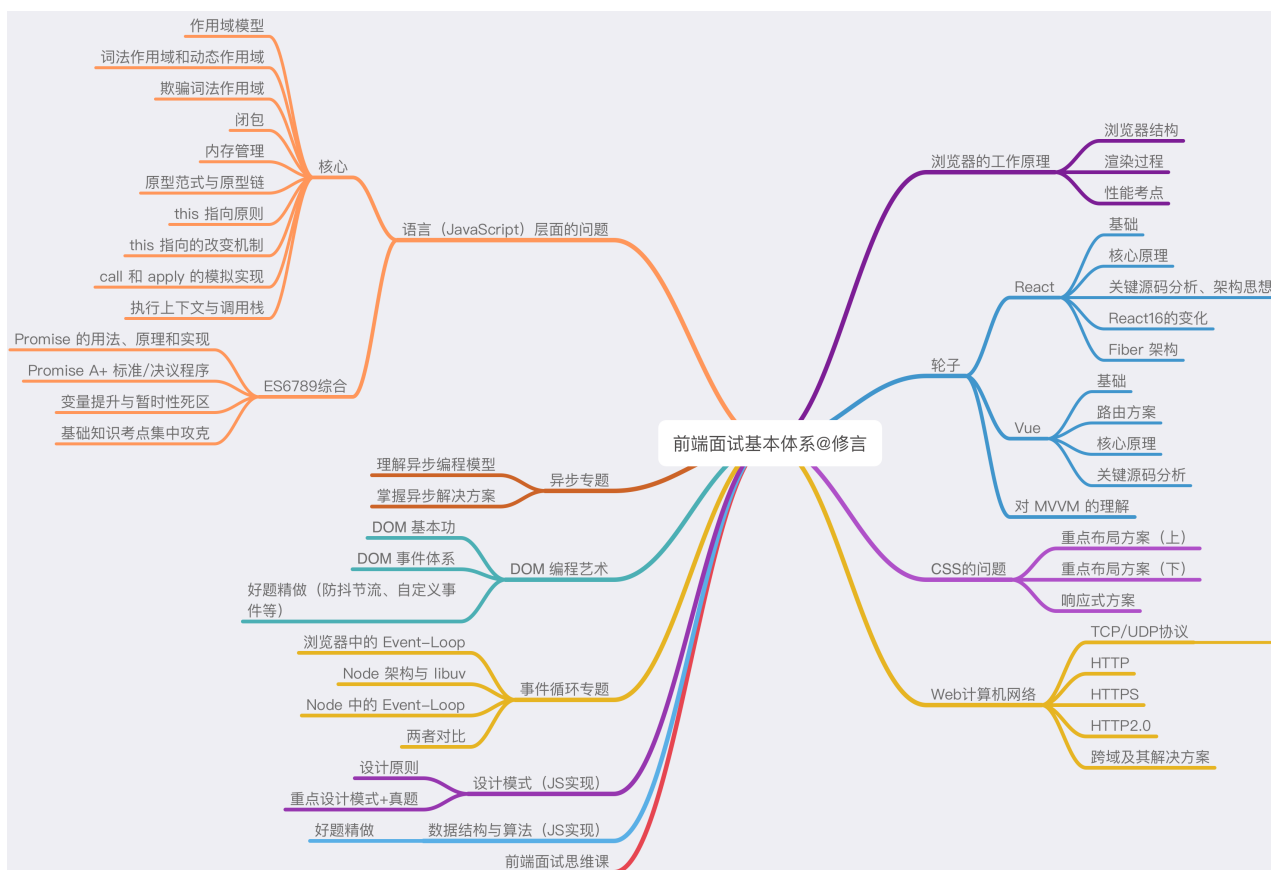 前端面试基本体系@修言
语言（JavaScript）层面的问题
核心
作用域模型
词法作用域和动态作用域
欺骗词法作用域
闭包
内存管理
原型范式与原型链
this 指向原则
this 指向的改变机制
call 和 apply 的模拟实现
执行上下文与调用栈
ES6789综合
Promise 的用法、原理和实现
Promise A+ 标准/决议程序
变量提升与暂时性死区
基础知识考点集中攻克
异步专题
理解异步编程模型
掌握异步解决方案
DOM 编程艺术
DOM 基本功
DOM 事件体系
好题精做（防抖节流、自定义事
件等）
事件循环专题
浏览器中的 Event-Loop
Node 架构与 libuv
Node 中的 Event-Loop
两者对比
设计模式（JS实现）
设计原则
重点设计模式+真题
数据结构与算法（JS实现）
好题精做
前端面试思维课
浏览器的工作原理
浏览器结构
渲染过程
性能考点
轮子
React
基础
核心原理
关键源码分析、架构思想
React16的变化
Fiber 架构
Vue
基础
路由方案
核心原理
关键源码分析
对 MVVM 的理解
CSS的问题
重点布局方案（上）
重点布局方案（下）
响应式方案
Web计算机网络
TCP/UDP协议
HTTP
HTTPS
HTTP2.0
跨域及其解决方案